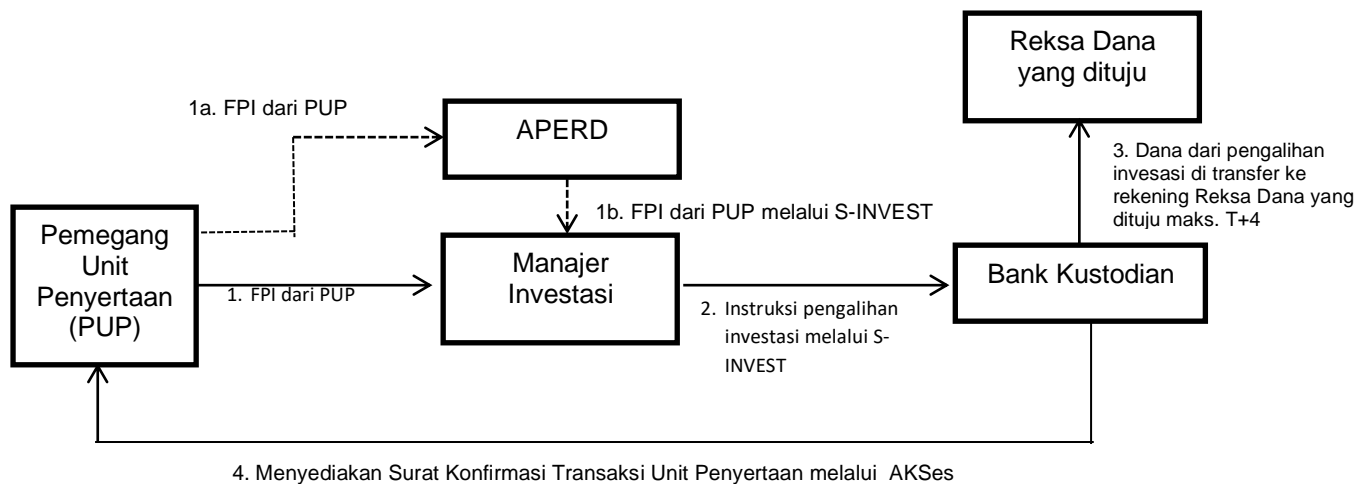 Reksa Dana
yang dituju
1a. FPI dari PUP
APERD
3. Dana dari pengalihan
invesasi di transfer ke
rekening Reksa Dana yang
dituju maks. T+4
1b. FPI dari PUP melalui S-INVEST
Pemegang
Unit
Penyertaan
(PUP)
Manajer
Investasi
Bank Kustodian
1. FPI dari PUP
2. Instruksi pengalihan
investasi melalui S-
INVEST
4. Menyediakan Surat Konfirmasi Transaksi Unit Penyertaan melalui AKSes